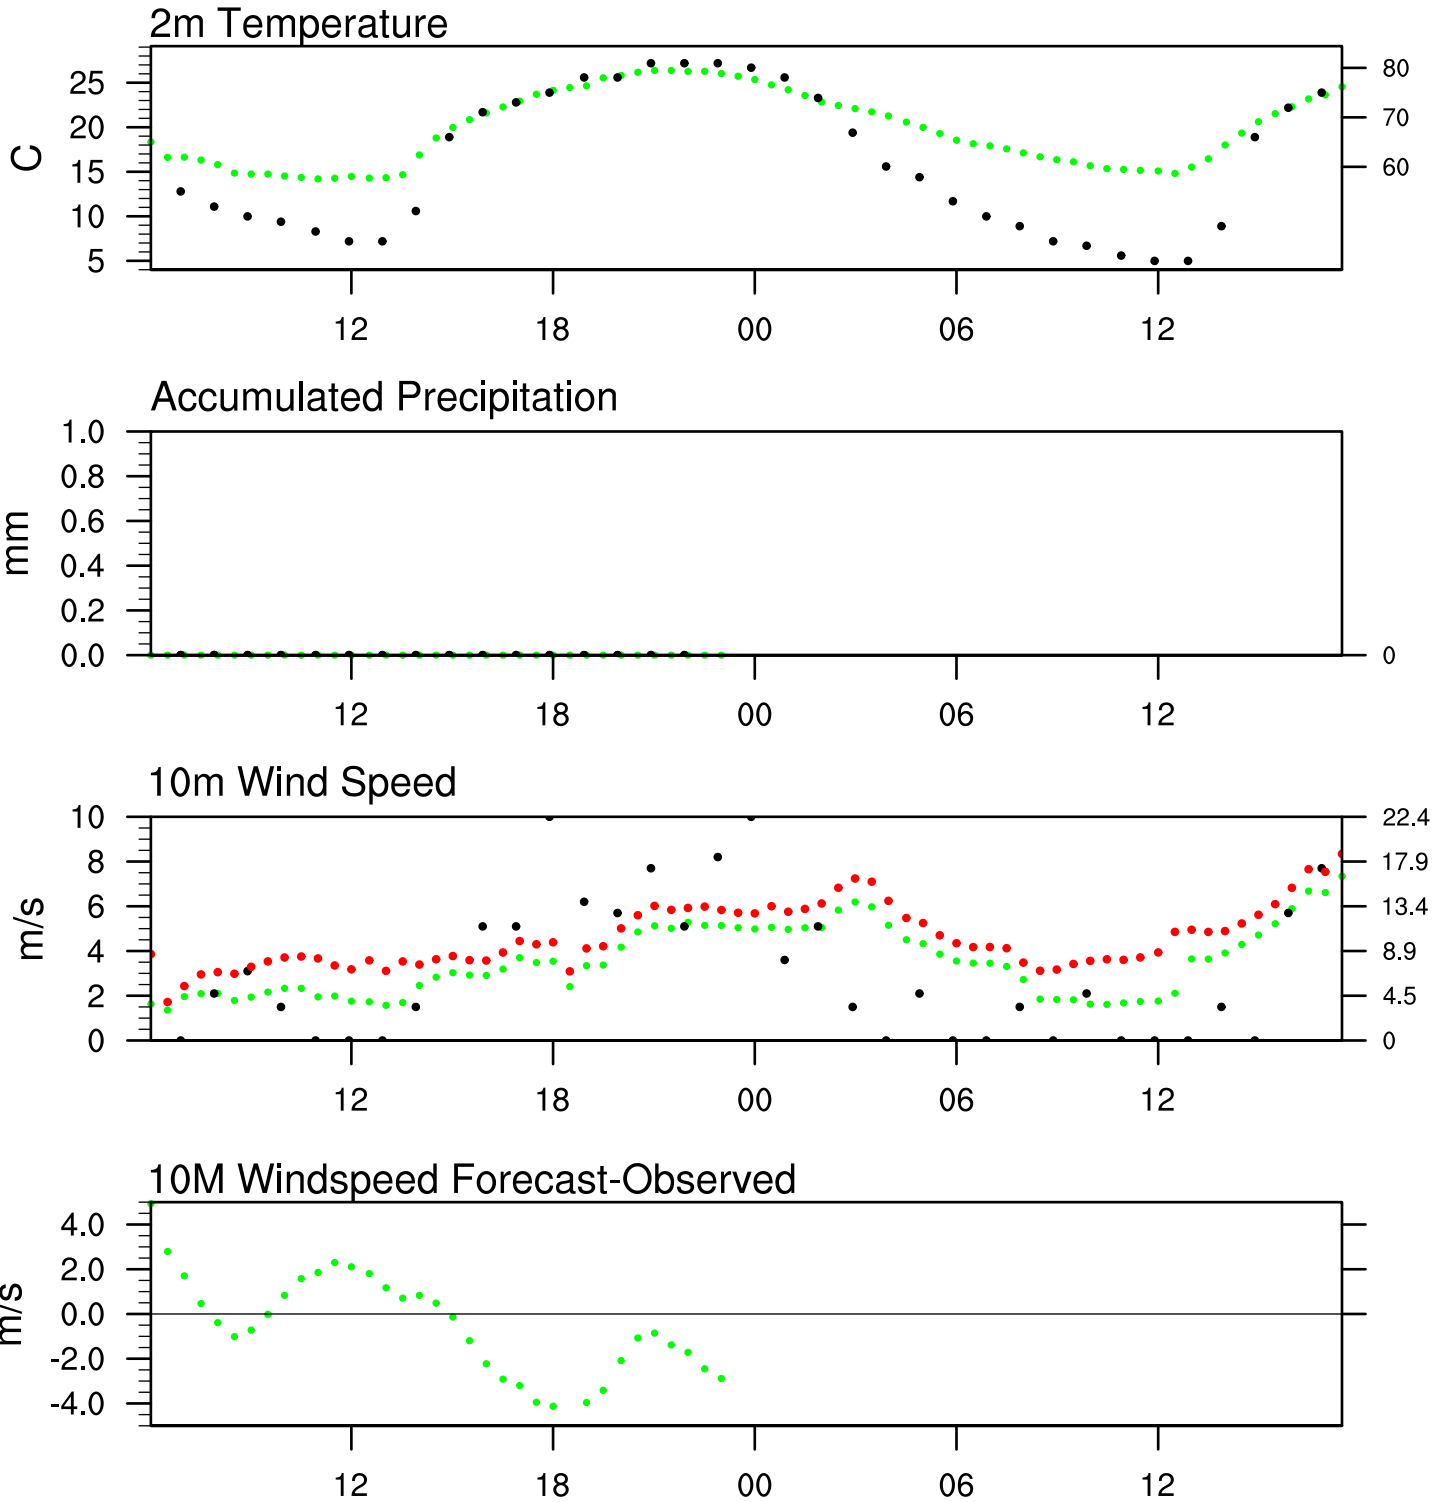 2m Temperature
C
25
20
15
10
5
80
70
60
12 18 00 06 12
Accumulated Precipitation
mm
1.0
0.8
0.6
0.4
0.2
0.0
0
12 18 00 06 12
10m Wind Speed
m/s
10
8
6
4
2
0
22.4
17.9
13.4
8.9
4.5
0
12 18 00 06 12
10M Windspeed Forecast-Observed
m/s
4.0
2.0
0.0
-2.0
-4.0
12 18 00 06 12